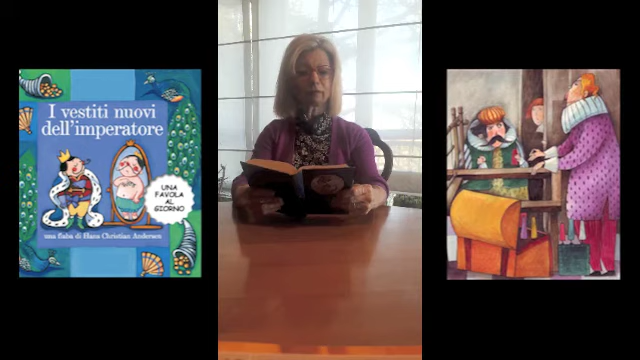 I vestiti nuovi
dell'imperatore
UNA
FAVOLA
AL
GIORNO
una fiaba di Hans Christian Andersen